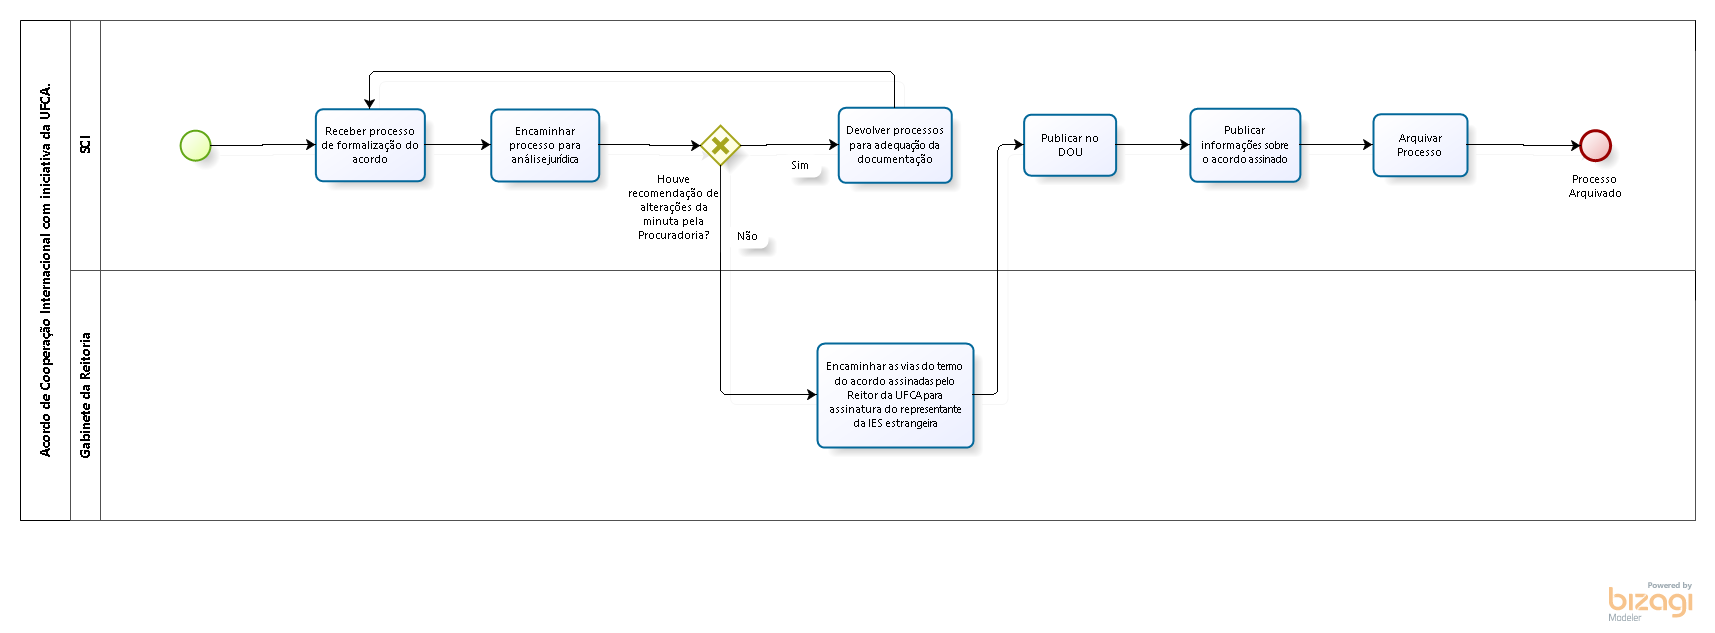 Acordo de Cooperação Internacional com iniciativa da UFCA.
SCI
Receber processo
de formalização do
acordo
Encaminhar
processo para
análise jurídica
Houve
recomendação de
alterações da
minuta pela
Procuradoria?
Sim
Não
Devolver processos
para adequação da
documentação
Publicar no
DOU
Publicar
informações sobre
o acordo assinado
Arquivar
Processo
Processo
Arquivado
Gabinete da Reitoria
Encaminhar as vias do termo
do acordo assinadas pelo
Reitor da UFCA para
assinatura do representante
da IES estrangeira
Powered by
bizagi
Modeler